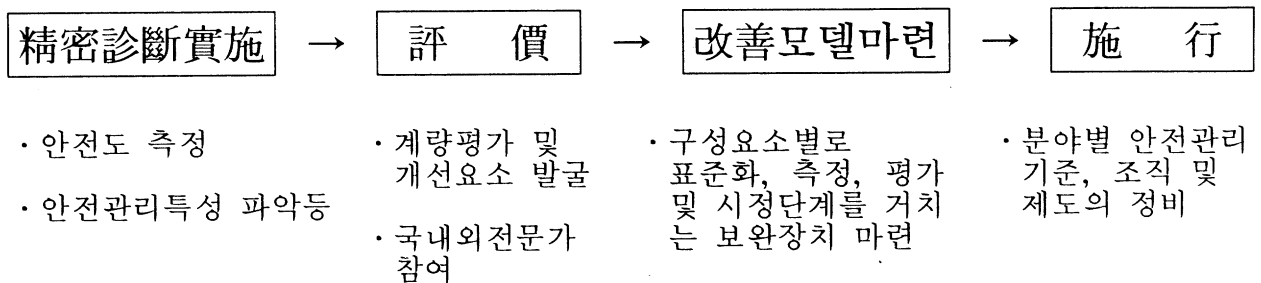 精密診斷實施 → 評 價 → 改善모델마련 → 施 行
· 안전도 측정
· 안전관리특성 파악등
· 계량평가 및
개선요소 발굴
· 국내외전문가
참여
· 구성요소별로
표준화, 측정, 평가
및 시정단계를 거치
는 보완장치 마련
· 분야별 안전관리
기준, 조직 및
제도의 정비